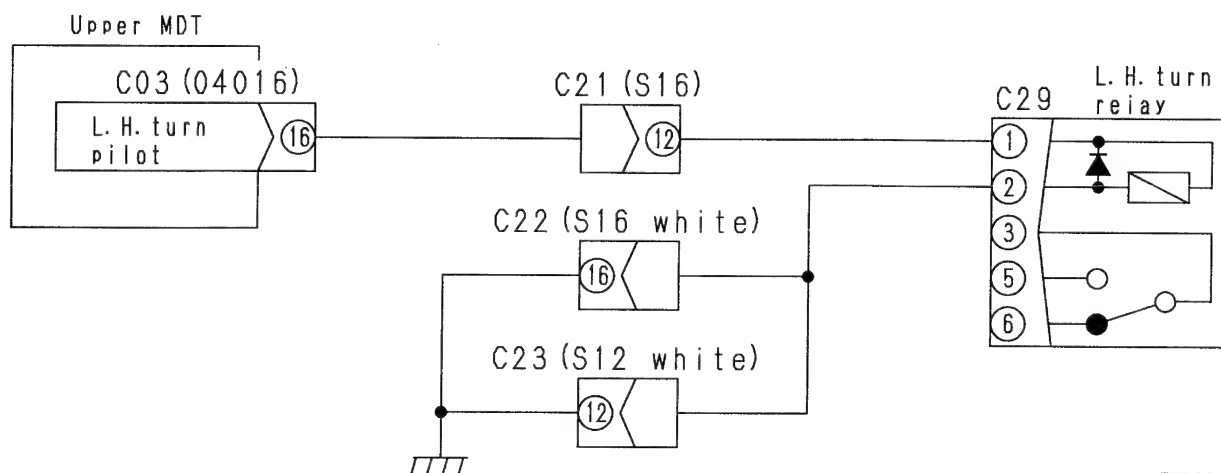 Upper MDT
C03 (04016)
L.H. turn
pilot
16
C21 (S16)
12
C29
L.H. turn
reiay
1
2
3
5
6
C22 (S16 white)
16
C23 (S12 white)
12